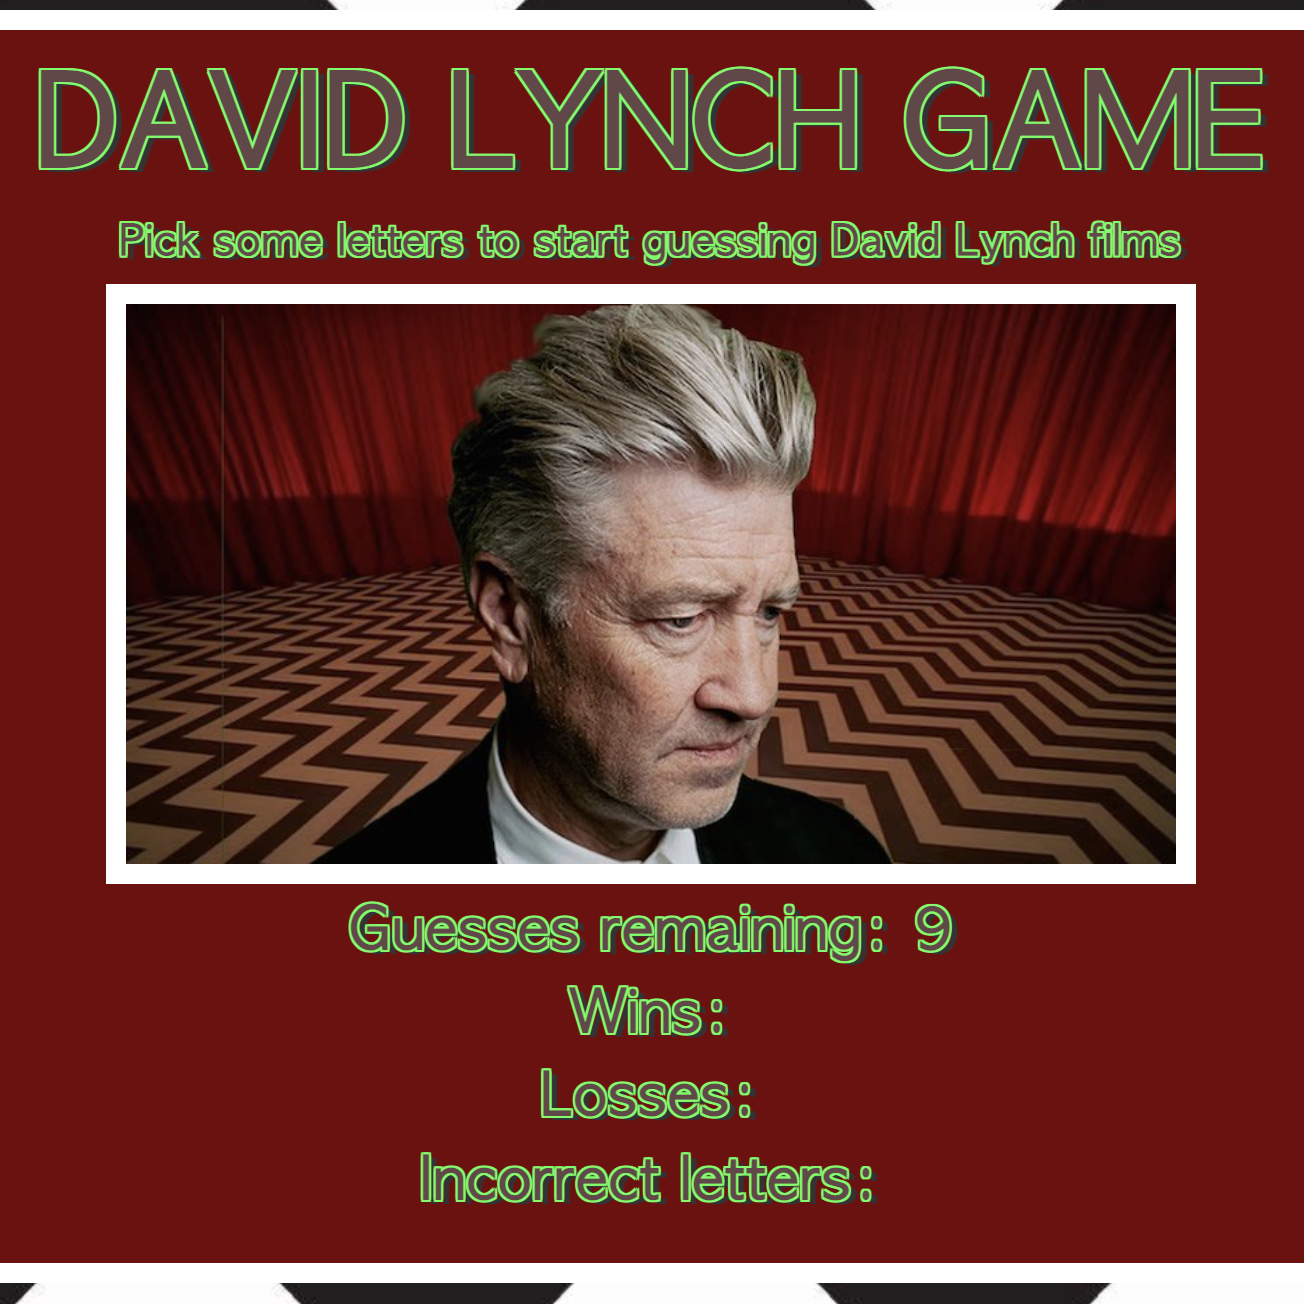 DAVID LYNCH GAME
Pick some letters to start guessing David Lynch films
Guesses remaining: 9
Wins:
Losses:
Incorrect letters: